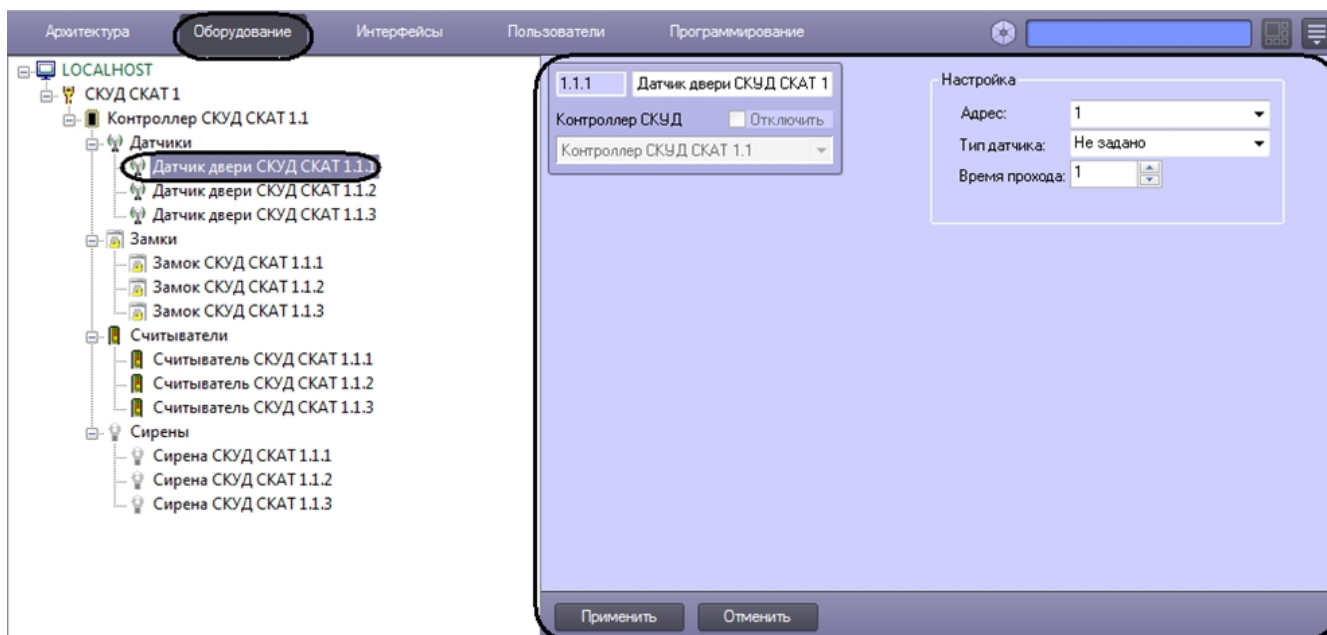 Архитектура Оборудование Интерфейсы Пользователи Программирование
LOCALHOST
СКУД СКАТ 1
Контроллер СКУД СКАТ 1.1
Датчики
Датчик двери СКУД СКАТ 1.1.1
Датчик двери СКУД СКАТ 1.1.2
Датчик двери СКУД СКАТ 1.1.3
Замки
Замок СКУД СКАТ 1.1.1
Замок СКУД СКАТ 1.1.2
Замок СКУД СКАТ 1.1.3
Считыватели
Считыватель СКУД СКАТ 1.1.1
Считыватель СКУД СКАТ 1.1.2
Считыватель СКУД СКАТ 1.1.3
Сирены
Сирена СКУД СКАТ 1.1.1
Сирена СКУД СКАТ 1.1.2
Сирена СКУД СКАТ 1.1.3
1.1.1 Датчик двери СКУД СКАТ 1
Контроллер СКУД Отключить
Контроллер СКУД СКАТ 1.1
Настройка
Адрес: 1
Тип датчика: Не задано
Время прохода: 1
Применить Отменить